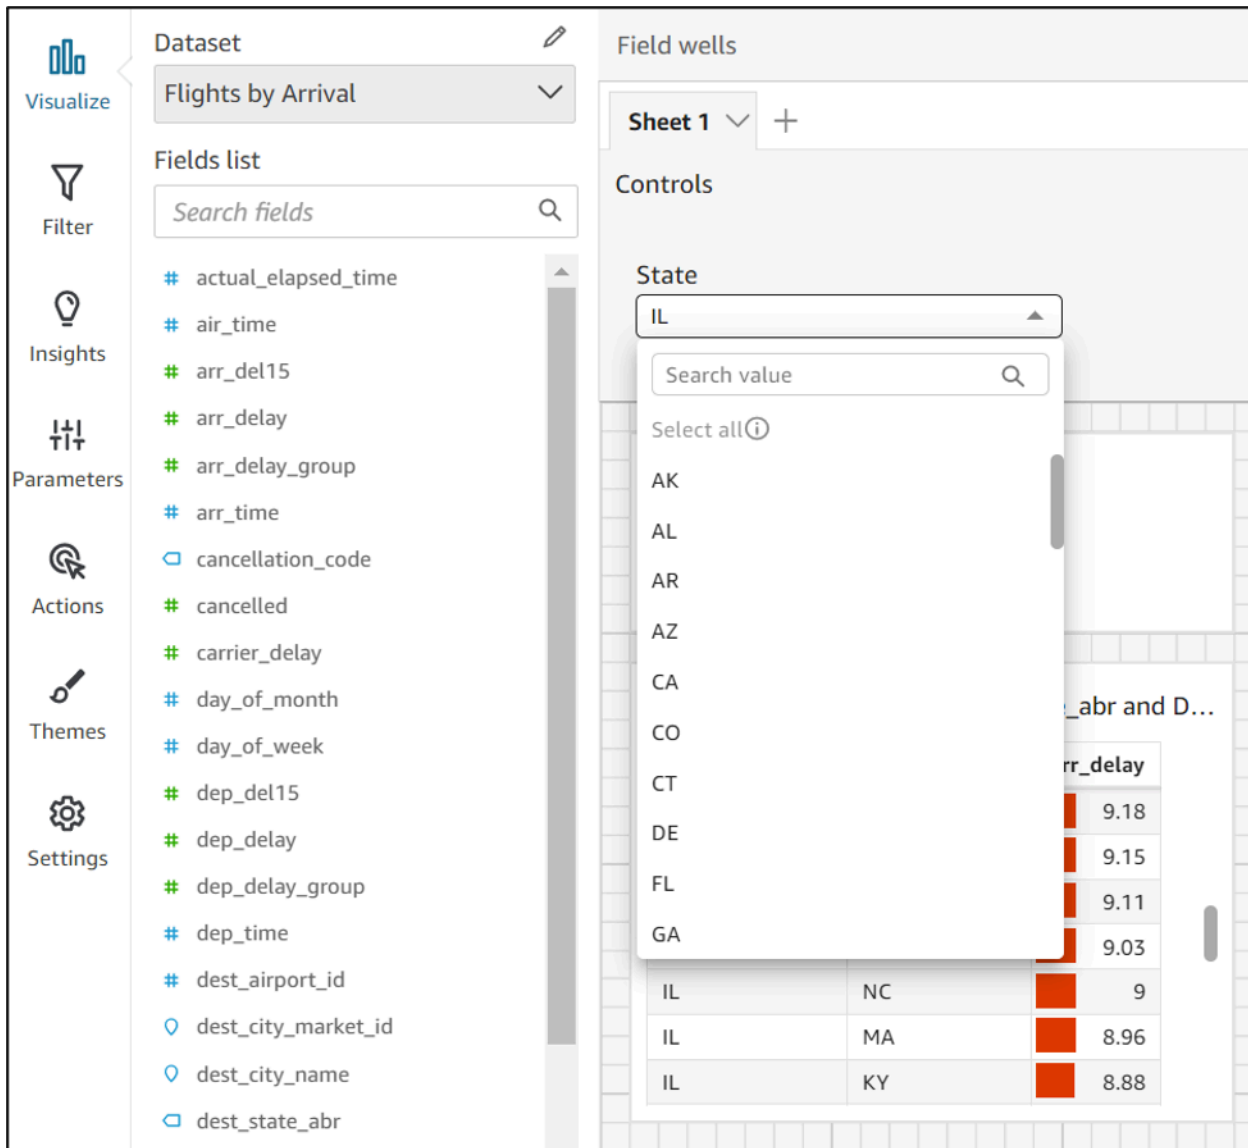 Visualize
Filter
Insights
Parameters
Actions
Themes
Settings
Dataset
Flights by Arrival
Fields list
Search fields
actual_elapsed_time
air_time
arr_del15
arr_delay
arr_delay_group
arr_time
cancellation_code
cancelled
carrier_delay
day_of_month
day_of_week
dep_del15
dep_delay
dep_delay_group
dep_time
dest_airport_id
dest_city_market_id
dest_city_name
dest_state_abr
Field wells
Sheet 1
Controls
State
IL
Search value
Select all
AK
AL
AR
AZ
CA
CO
CT
DE
FL
GA
_abr and D...
rr_delay
9.18
9.15
9.11
9.03
IL NC 9
IL MA 8.96
IL KY 8.88